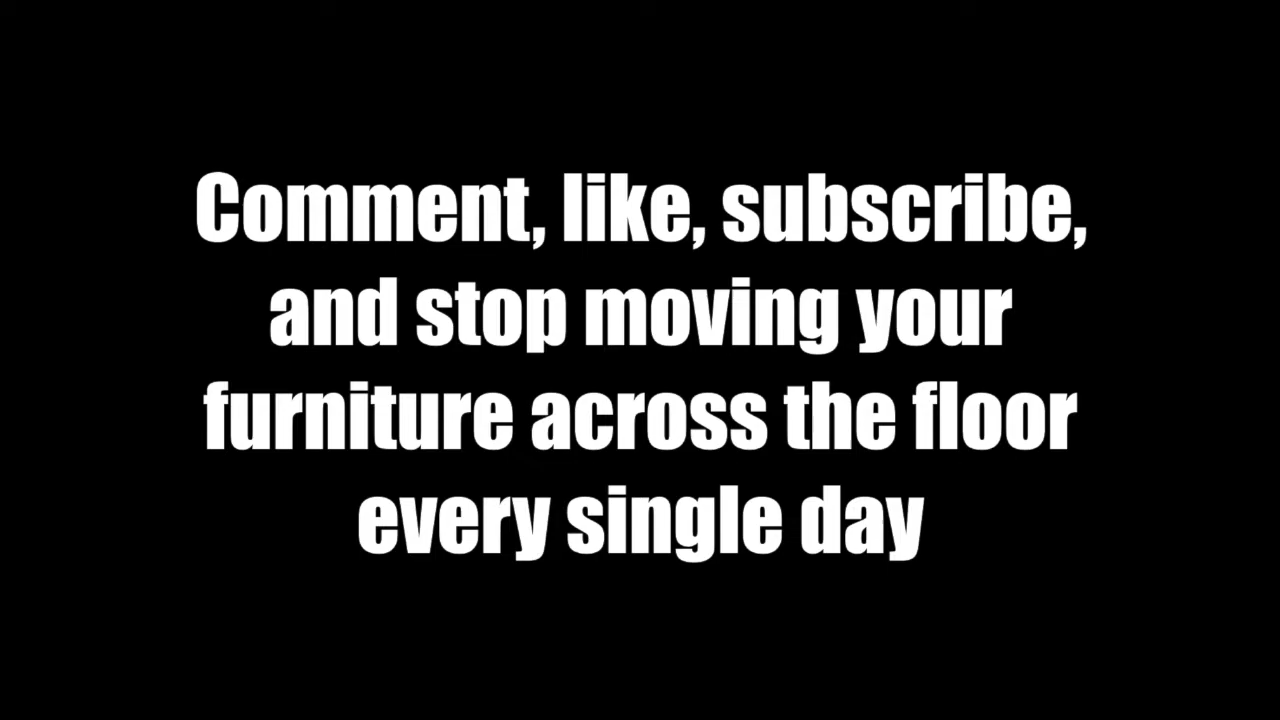 Comment, like, subscribe,
and stop moving your
furniture across the floor
every single day